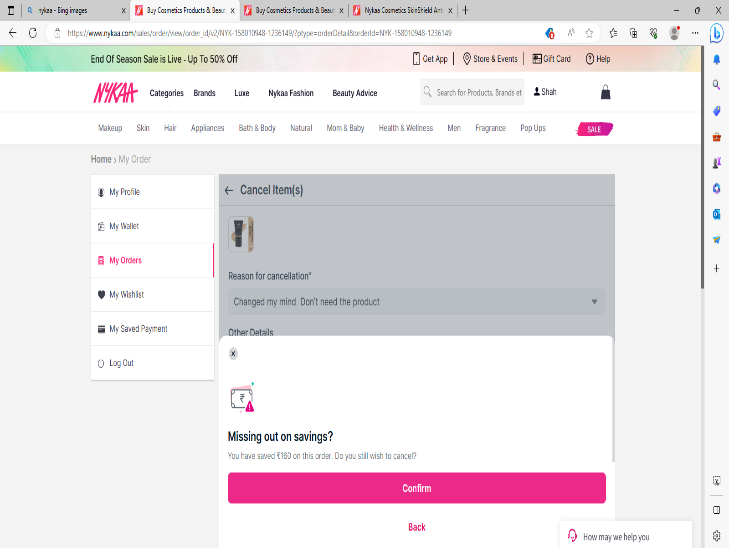 nykaa - Bing images
Buy Cosmetics Products & Beaut
Buy Cosmetics Products & Beaut
Nykaa Cosmetics SkinShield Anti
https://www.nykaa.com/sales/order/view/order_id/v2/NYK-158010948-1236149/?ptype=orderDetail&orderId=NYK-158010948-1236149
End Of Season Sale is Live - Up To 50% Off
Get App
Store & Events
Gift Card
Help
NYKAA
Categories
Brands
Luxe
Nykaa Fashion
Beauty Advice
Search for Products, Brands et
Shah
Makeup
Skin
Hair
Appliances
Bath & Body
Natural
Mom & Baby
Health & Wellness
Men
Fragrance
Pop Ups
SALE
Home › My Order
My Profile
My Wallet
My Orders
My Wishlist
My Saved Payment
Log Out
Cancel Item(s)
Reason for cancellation*
Changed my mind. Don't need the product
Other Details
Missing out on savings?
You have saved ₹160 on this order. Do you still wish to cancel?
Confirm
Back
How may we help you